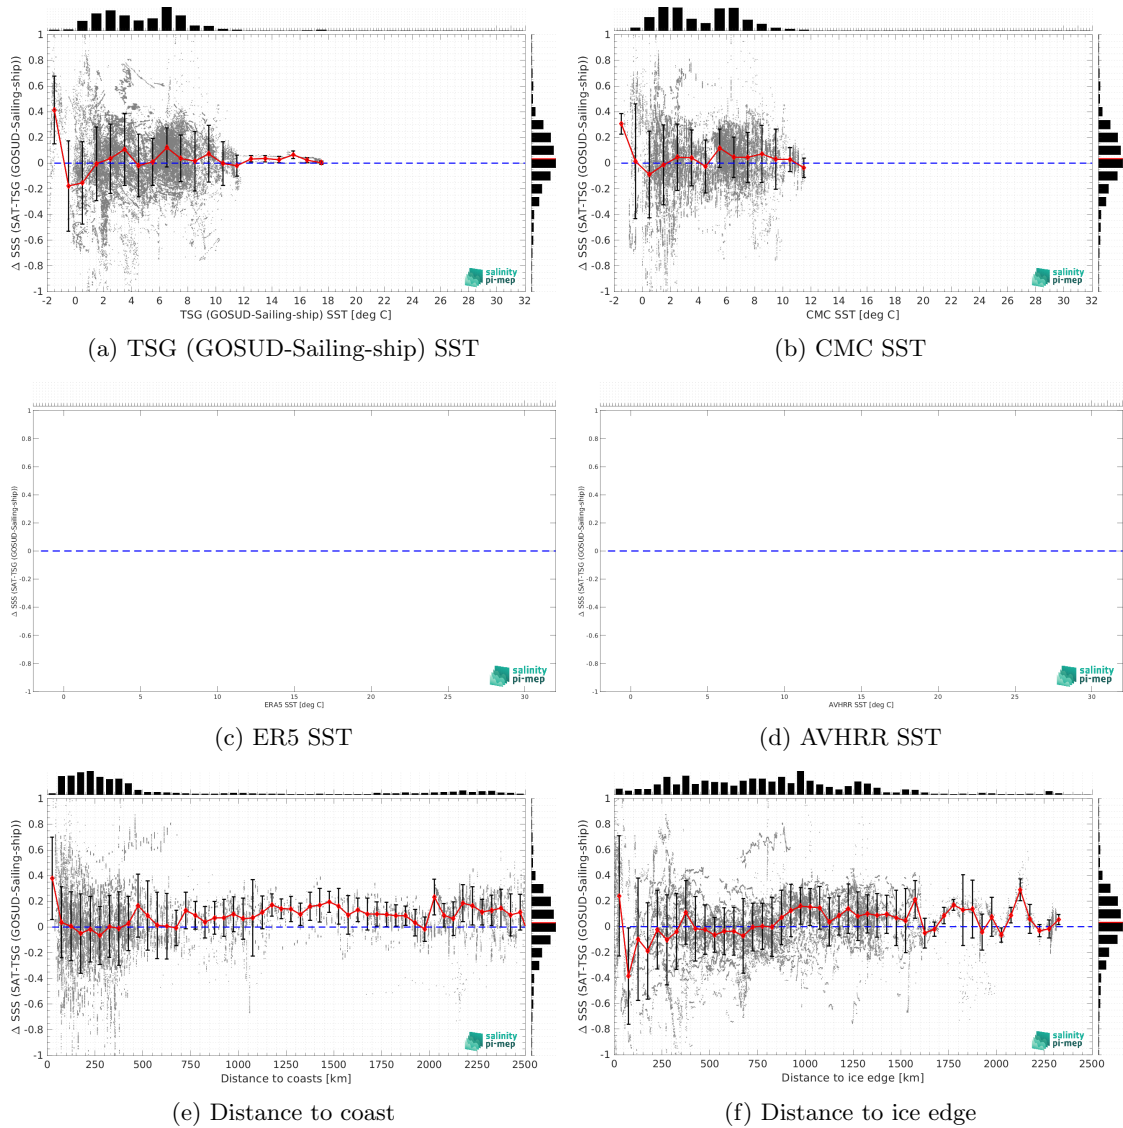 Δ SSS (SAT-TSG (GOSUD-Sailing-ship))
1
0.8
0.6
0.4
0.2
0
-0.2
-0.4
-0.6
-0.8
-1
salinity
pi-mep
-2 0 2 4 6 8 10 12 14 16 18 20 22 24 26 28 30 32
TSG (GOSUD-Sailing-ship) SST [deg C]
(a) TSG (GOSUD-Sailing-ship) SST
Δ SSS (SAT-TSG (GOSUD-Sailing-ship))
1
0.8
0.6
0.4
0.2
0
-0.2
-0.4
-0.6
-0.8
-1
salinity
pi-mep
-2 0 2 4 6 8 10 12 14 16 18 20 22 24 26 28 30 32
CMC SST [deg C]
(b) CMC SST
Δ SSS (SAT-TSG (GOSUD-Sailing-ship))
1
0.8
0.6
0.4
0.2
0
-0.2
-0.4
-0.6
-0.8
-1
salinity
pi-mep
0 5 10 15 20 25 30
ERA5 SST [deg C]
(c) ER5 SST
Δ SSS (SAT-TSG (GOSUD-Sailing-ship))
1
0.8
0.6
0.4
0.2
0
-0.2
-0.4
-0.6
-0.8
-1
salinity
pi-mep
0 5 10 15 20 25 30
AVHRR SST [deg C]
(d) AVHRR SST
Δ SSS (SAT-TSG (GOSUD-Sailing-ship))
1
0.8
0.6
0.4
0.2
0
-0.2
-0.4
-0.6
-0.8
-1
salinity
pi-mep
0 250 500 750 1000 1250 1500 1750 2000 2250 2500
Distance to coasts [km]
(e) Distance to coast
Δ SSS (SAT-TSG (GOSUD-Sailing-ship))
1
0.8
0.6
0.4
0.2
0
-0.2
-0.4
-0.6
-0.8
-1
salinity
pi-mep
0 250 500 750 1000 1250 1500 1750 2000 2250 2500
Distance to ice edge [km]
(f) Distance to ice edge